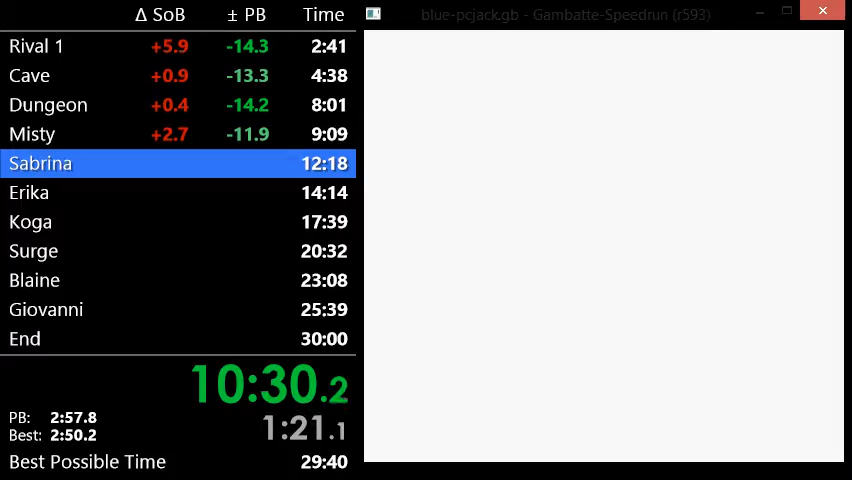 Δ SoB ± PB Time
blue-pcjack.gb - Gambatte-Speedrun (r593)
Rival 1 +5.9 -14.3 2:41
Cave +0.9 -13.3 4:38
Dungeon +0.4 -14.2 8:01
Misty +2.7 -11.9 9:09
Sabrina 12:18
Erika 14:14
Koga 17:39
Surge 20:32
Blaine 23:08
Giovanni 25:39
End 30:00
10:30.2
PB: 2:57.8
Best: 2:50.2
1:21.1
Best Possible Time 29:40